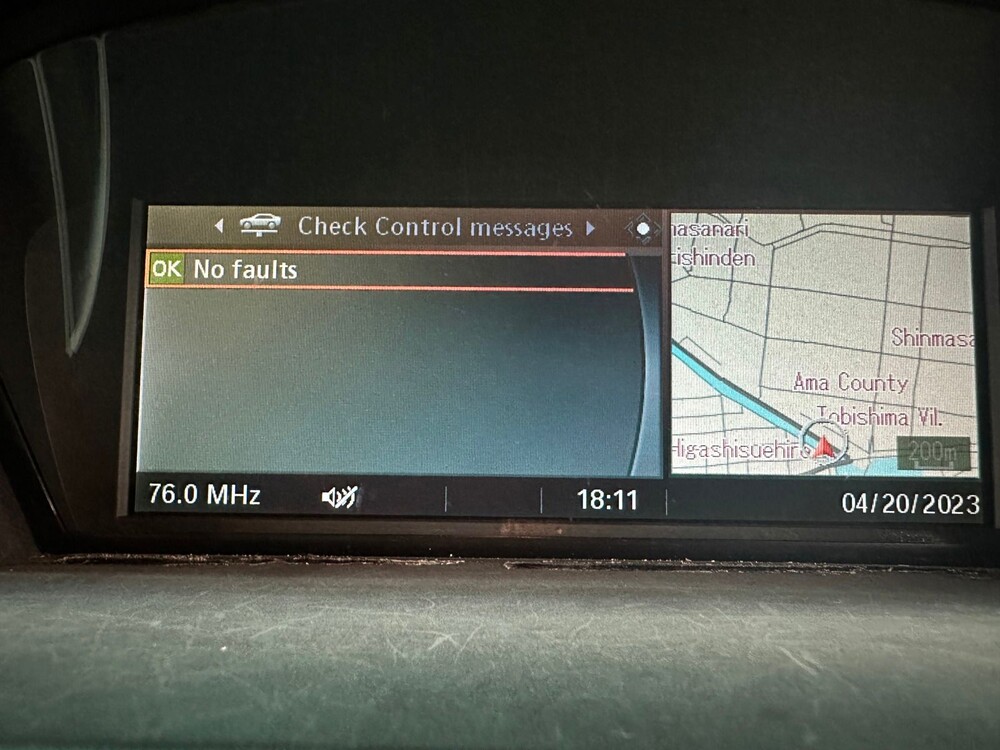 Check Control messages
OK No faults
ishinden
Ama County
Tobishima Vil.
200m
76.0 MHz
18:11
04/20/2023